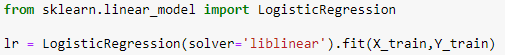 from sklearn.linear_model import LogisticRegression
lr = LogisticRegression(solver='liblinear').fit(X_train,Y_train)